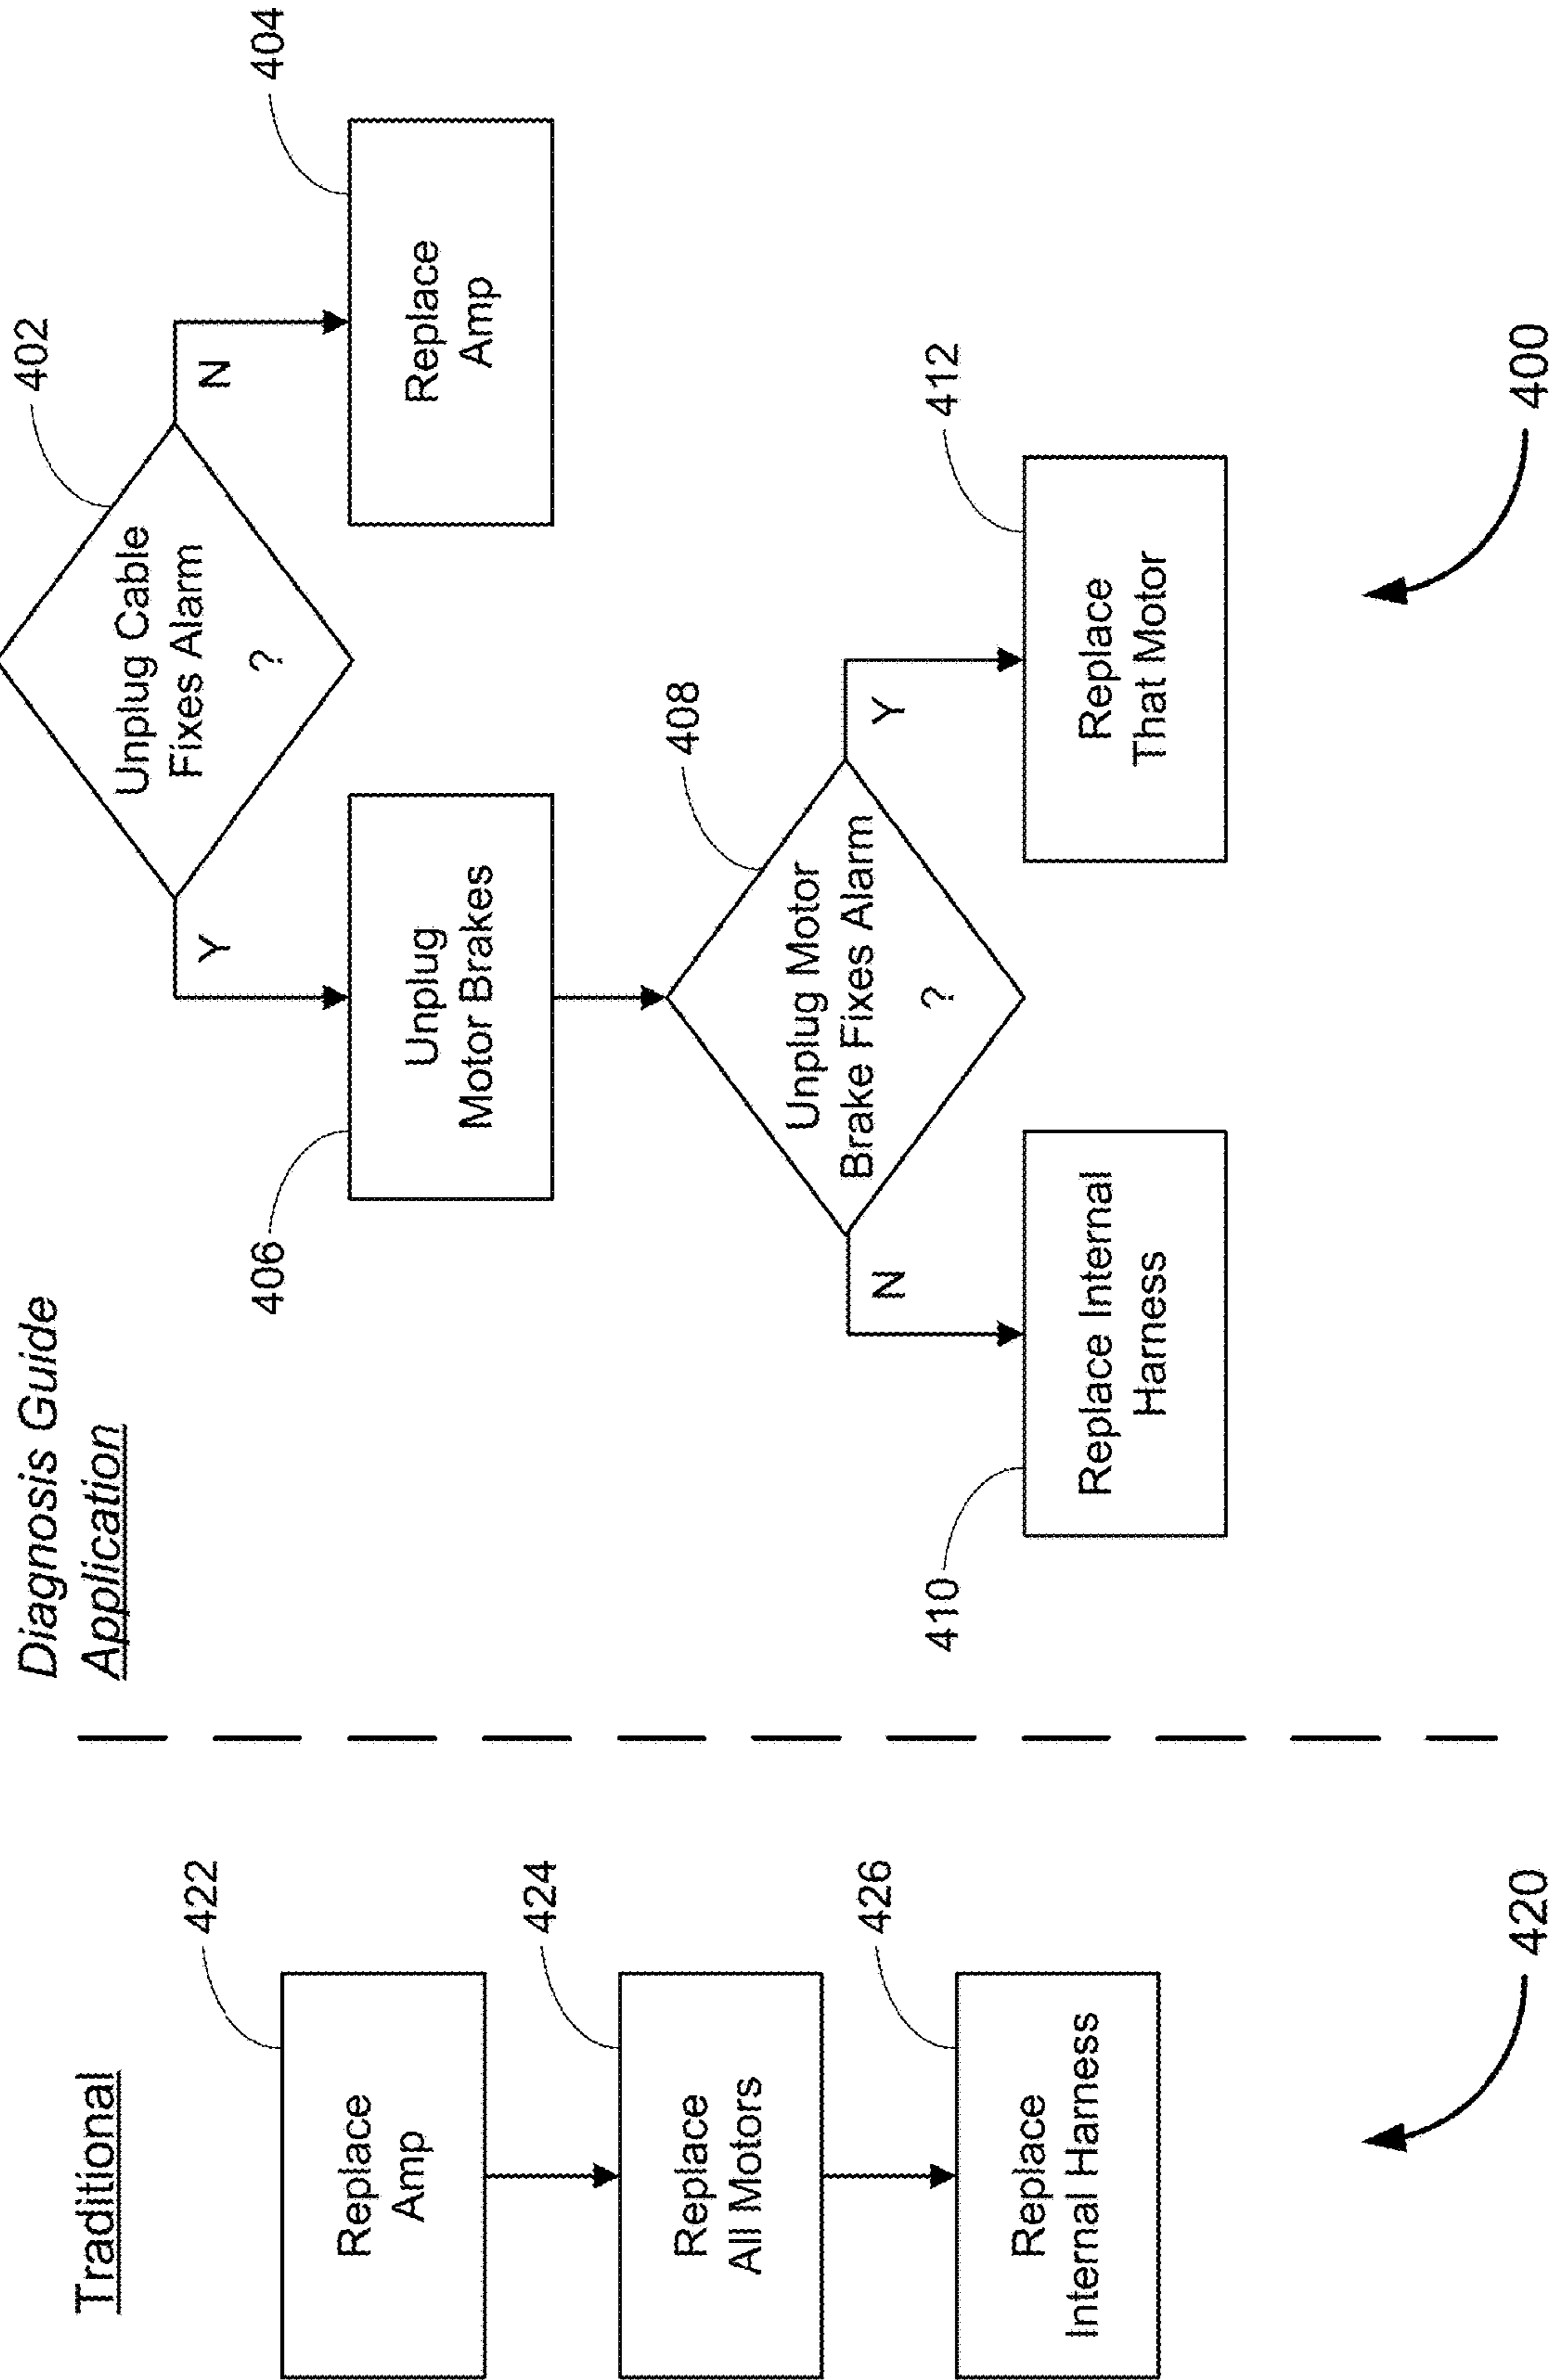 Traditional
422
Replace
Amp
424
Replace
All Motors
426
Replace
Internal Harness
420
Diagnosis Guide
Application
402
Unplug Cable
Fixes Alarm
?
Y
N
404
Replace
Amp
406
Unplug
Motor Brakes
408
Unplug Motor
Brake Fixes Alarm
?
N
Y
410
Replace Internal
Harness
412
Replace
That Motor
400